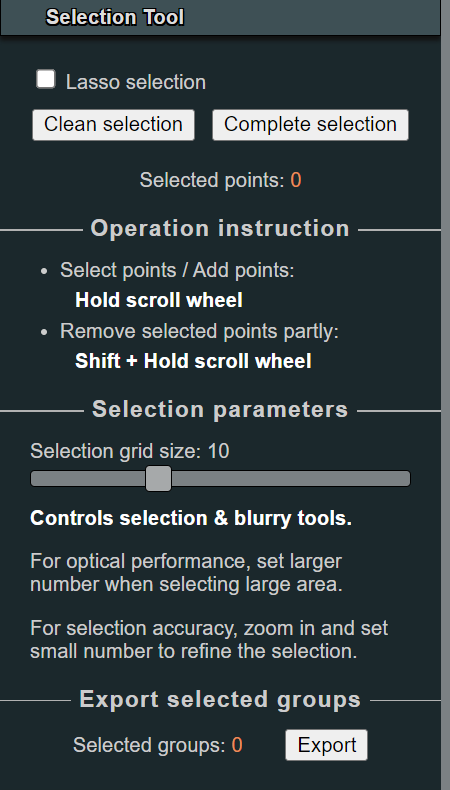 Selection Tool
Lasso selection
Clean selection Complete selection
Selected points: 0
Operation instruction
• Select points / Add points:
Hold scroll wheel
• Remove selected points partly:
Shift + Hold scroll wheel
Selection parameters
Selection grid size: 10
Controls selection & blurry tools.
For optical performance, set larger
number when selecting large area.
For selection accuracy, zoom in and set
small number to refine the selection.
Export selected groups
Selected groups: 0 Export